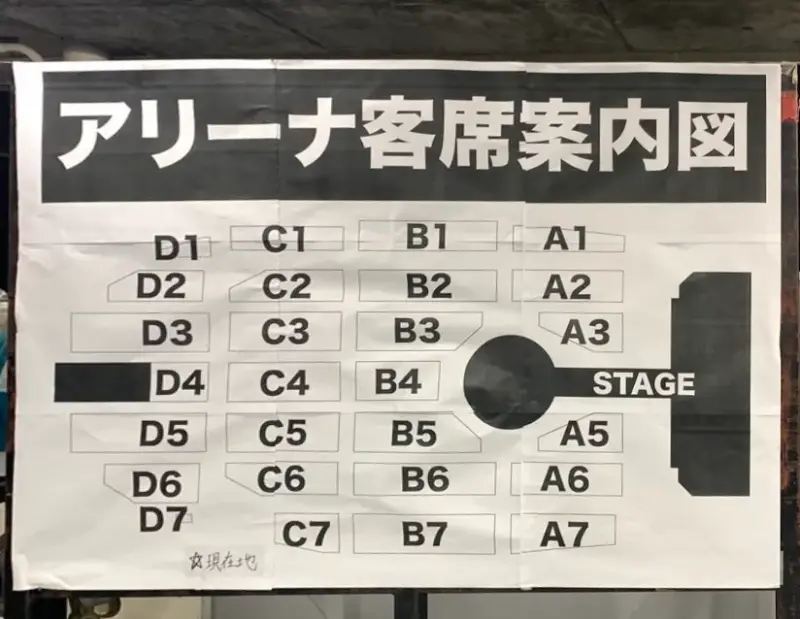 アリーナ客席案内図
D1 C1 B1 A1
D2 C2 B2 A2
D3 C3 B3 A3
D4 C4 B4 STAGE
D5 C5 B5 A5
D6 C6 B6 A6
D7 C7 B7 A7
☆現在地